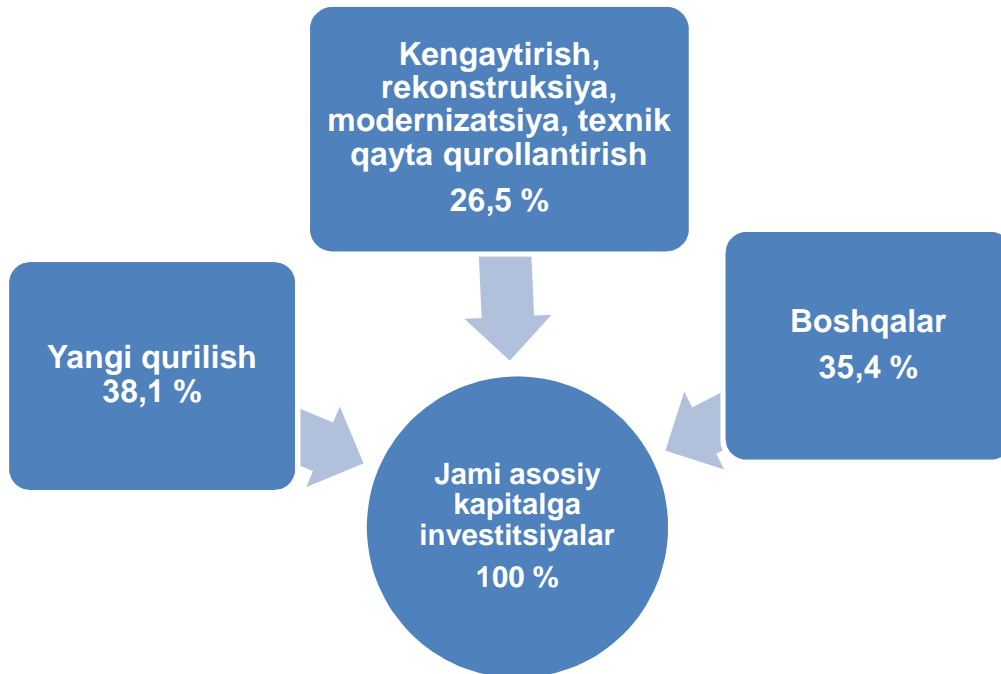 Kengaytirish,
rekonstruksiya,
modernizatsiya, texnik
qayta qurollantirish
26,5 %
Yangi qurilish
38,1 %
Boshqalar
35,4 %
Jami asosiy
kapitalga
investitsiyalar
100 %